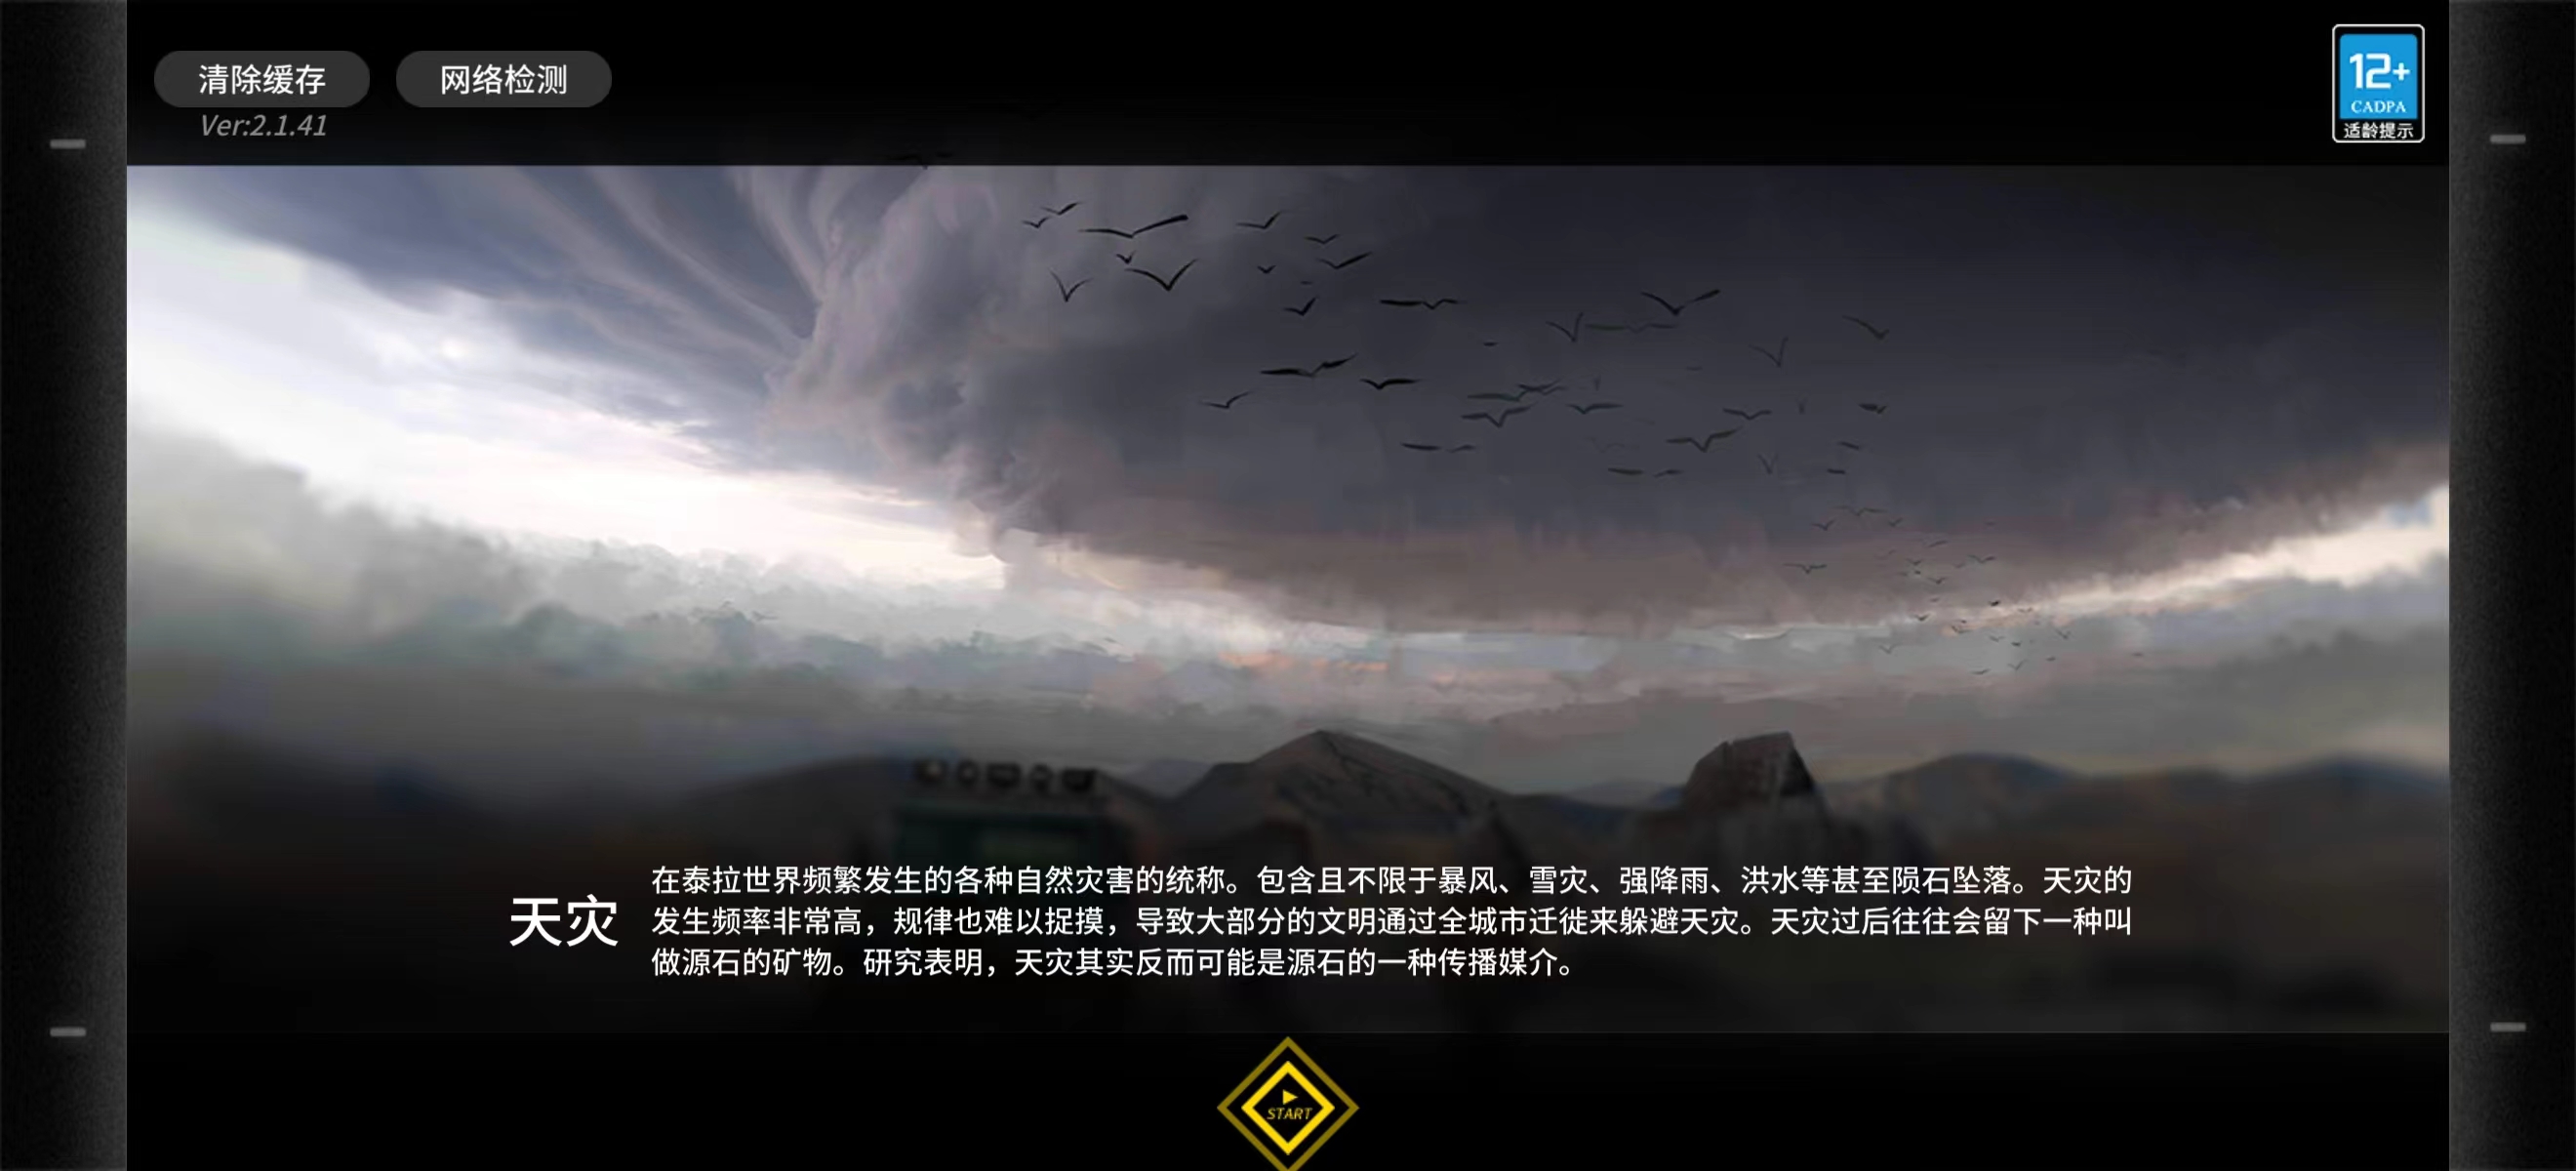 清除缓存
网络检测
Ver:2.1.41
12+
CADPA
适龄提示
天灾
在泰拉世界频繁发生的各种自然灾害的统称。包含且不限于暴风、雪灾、强降雨、洪水等甚至陨石坠落。天灾的
发生频率非常高，规律也难以捉摸，导致大部分的文明通过全城市迁徙来躲避天灾。天灾过后往往会留下一种叫
做源石的矿物。研究表明，天灾其实反而可能是源石的一种传播媒介。
START